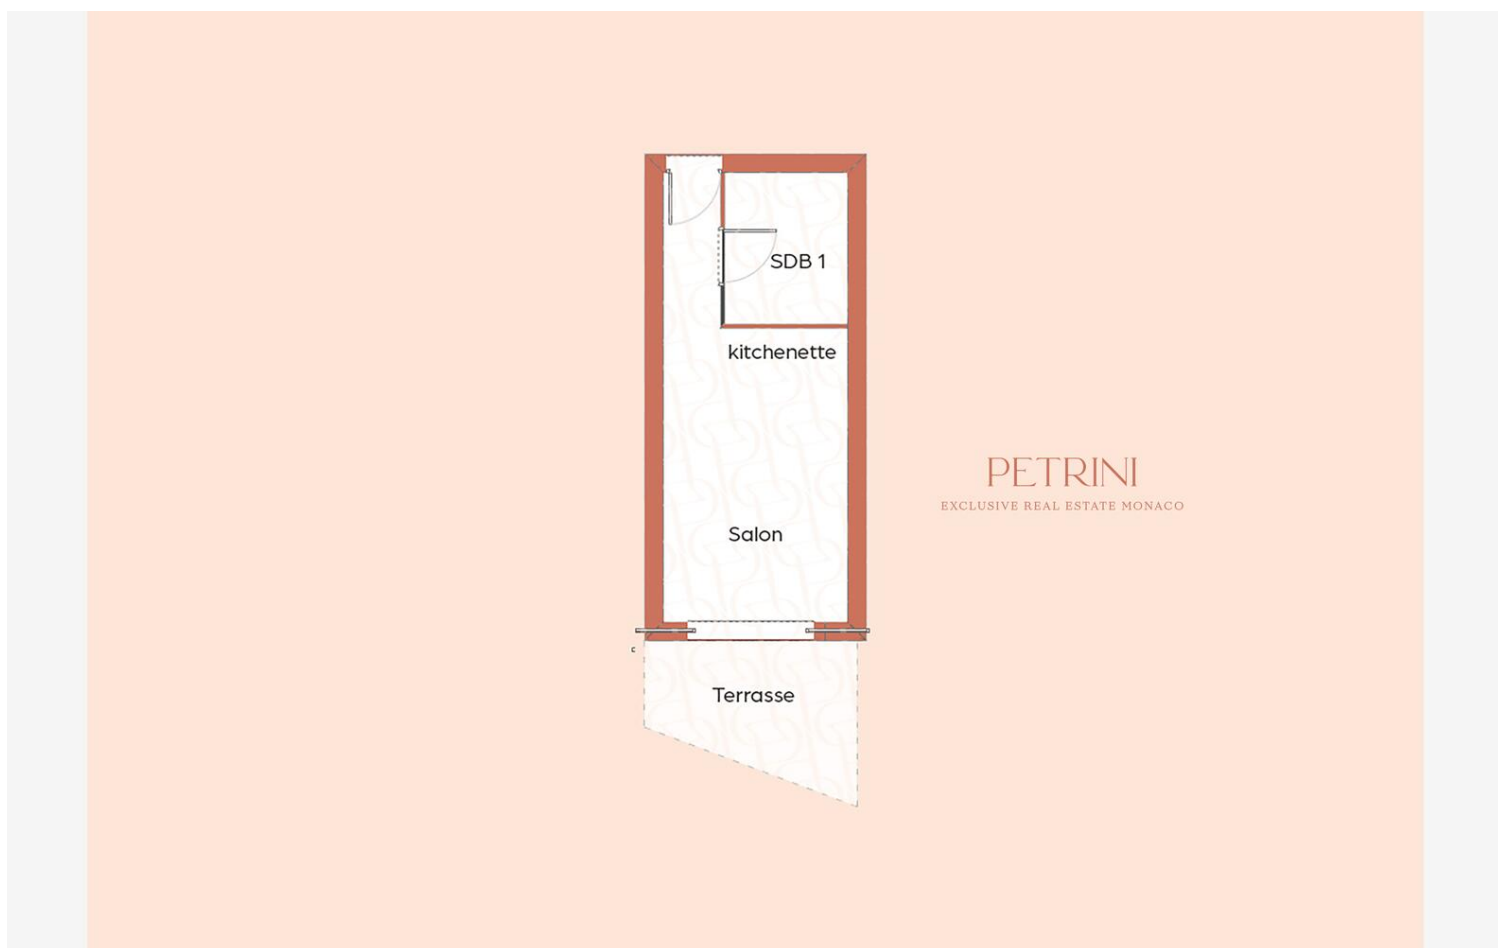 SDB 1
kitchenette
PETRINI
EXCLUSIVE REAL ESTATE MONACO
Salon
Terrasse